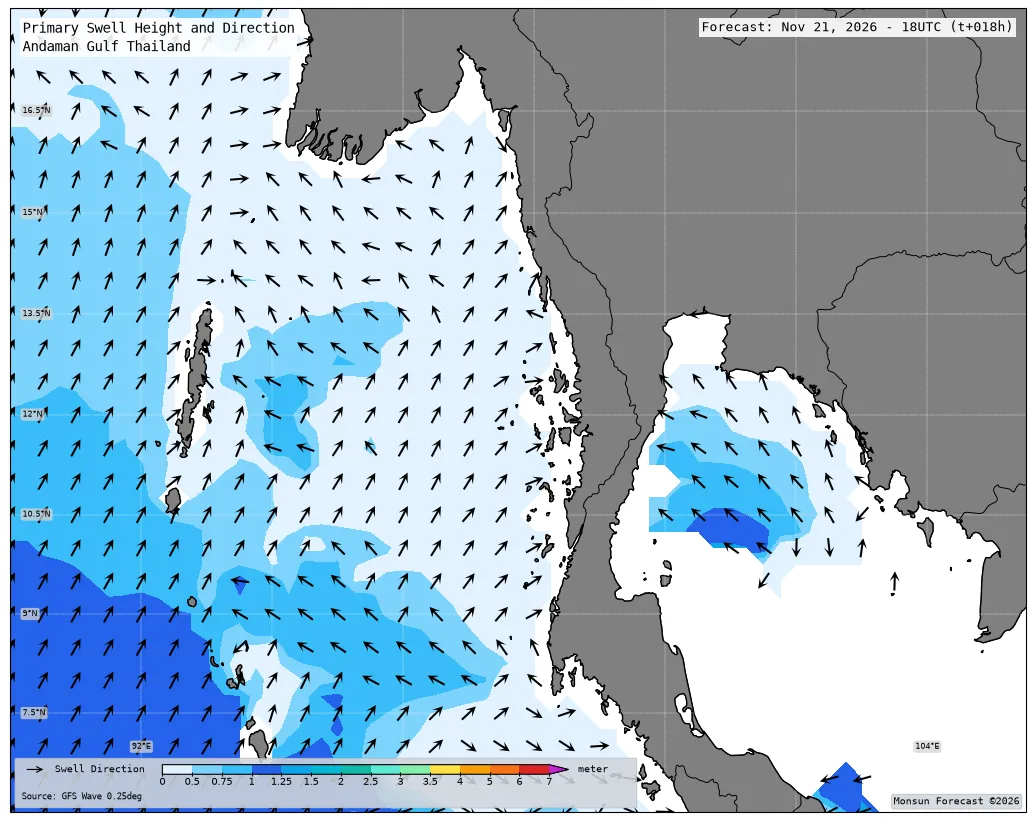 Primary Swell Height and Direction
Andaman Gulf Thailand
Forecast: Nov 21, 2026 - 18UTC (t+018h)
16.5°N
15°N
13.5°N
12°N
10.5°N
9°N
7.5°N
92°E
104°E
Swell Direction
meter
0 0.5 0.75 1 1.25 1.5 2 2.5 3 3.5 4 5 6 7
Source: GFS Wave 0.25deg
Monsun Forecast ©2026